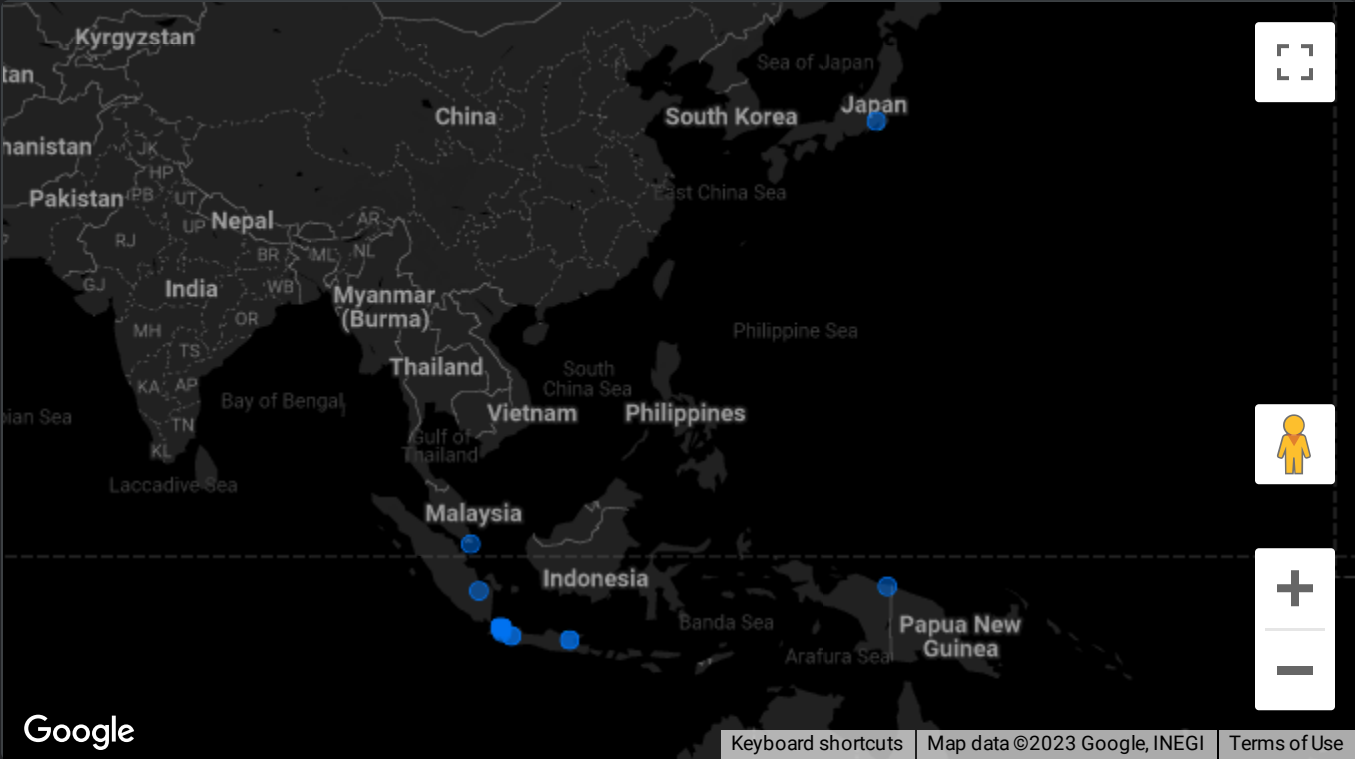 Kyrgyzstan
tan
Sea of Japan
Japan
China
South Korea
hanistan
JK
HP
Pakistan
PB
UT
East China Sea
Nepal
AR
UP
RJ
BR
ML
NL
GJ
India
WB
Myanmar
(Burma)
OR
MH
Philippine Sea
TS
Thailand
South
China Sea
KA
AP
Bay of Bengal
bian Sea
Vietnam
Philippines
TN
Gulf of
Thailand
KL
Laccadive Sea
Malaysia
Indonesia
Banda Sea
Papua New
Guinea
Arafura Sea
Google
Keyboard shortcuts
Map data ©2023 Google, INEGI
Terms of Use